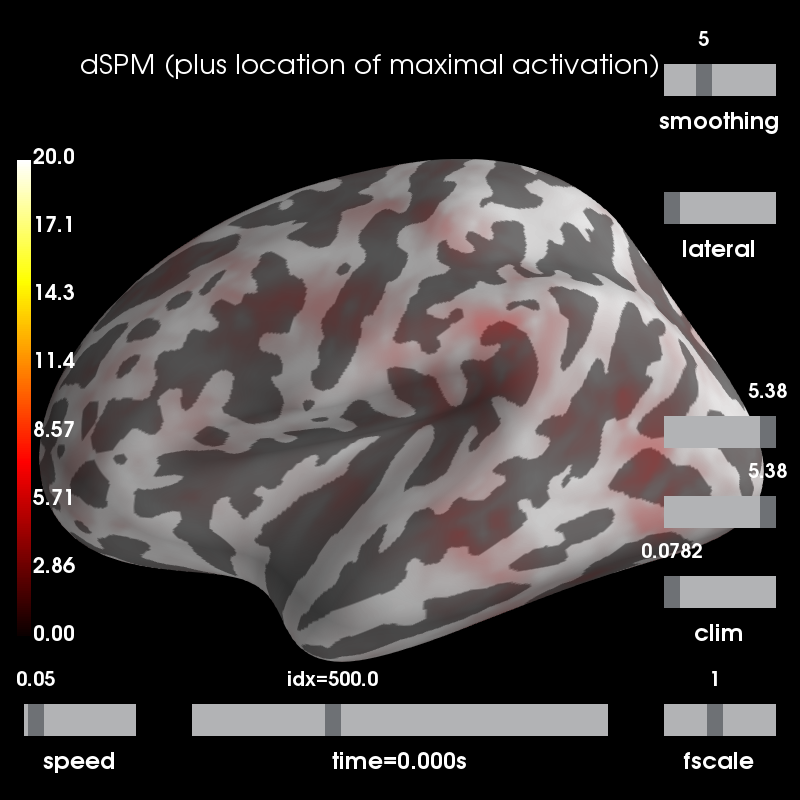 5
dSPM (plus location of maximal activation)
smoothing
20.0
17.1
lateral
14.3
11.4
5.38
8.57
5.38
5.71
0.0782
2.86
0.00
clim
0.05
idx=500.0
1
speed
time=0.000s
fscale